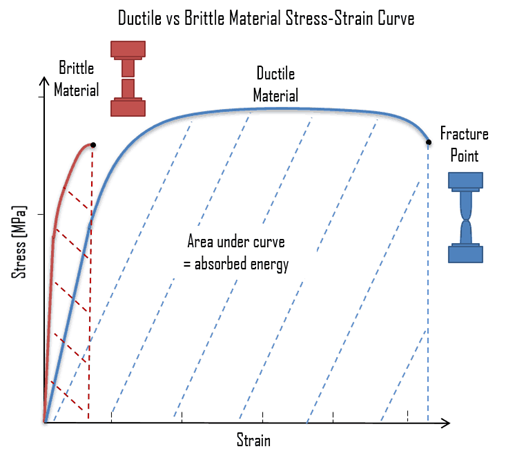 Ductile vs Brittle Material Stress-Strain Curve
Brittle
Material
Ductile
Material
Fracture
Point
Area under curve
= absorbed energy
Stress [MPa]
Strain